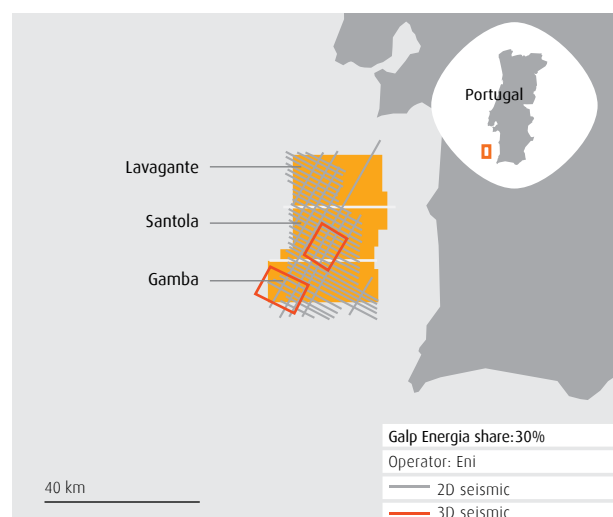 Portugal
Lavagante
Santola
Gamba
Galp Energia share:30%
Operator: Eni
40 km
2D seismic
3D seismic